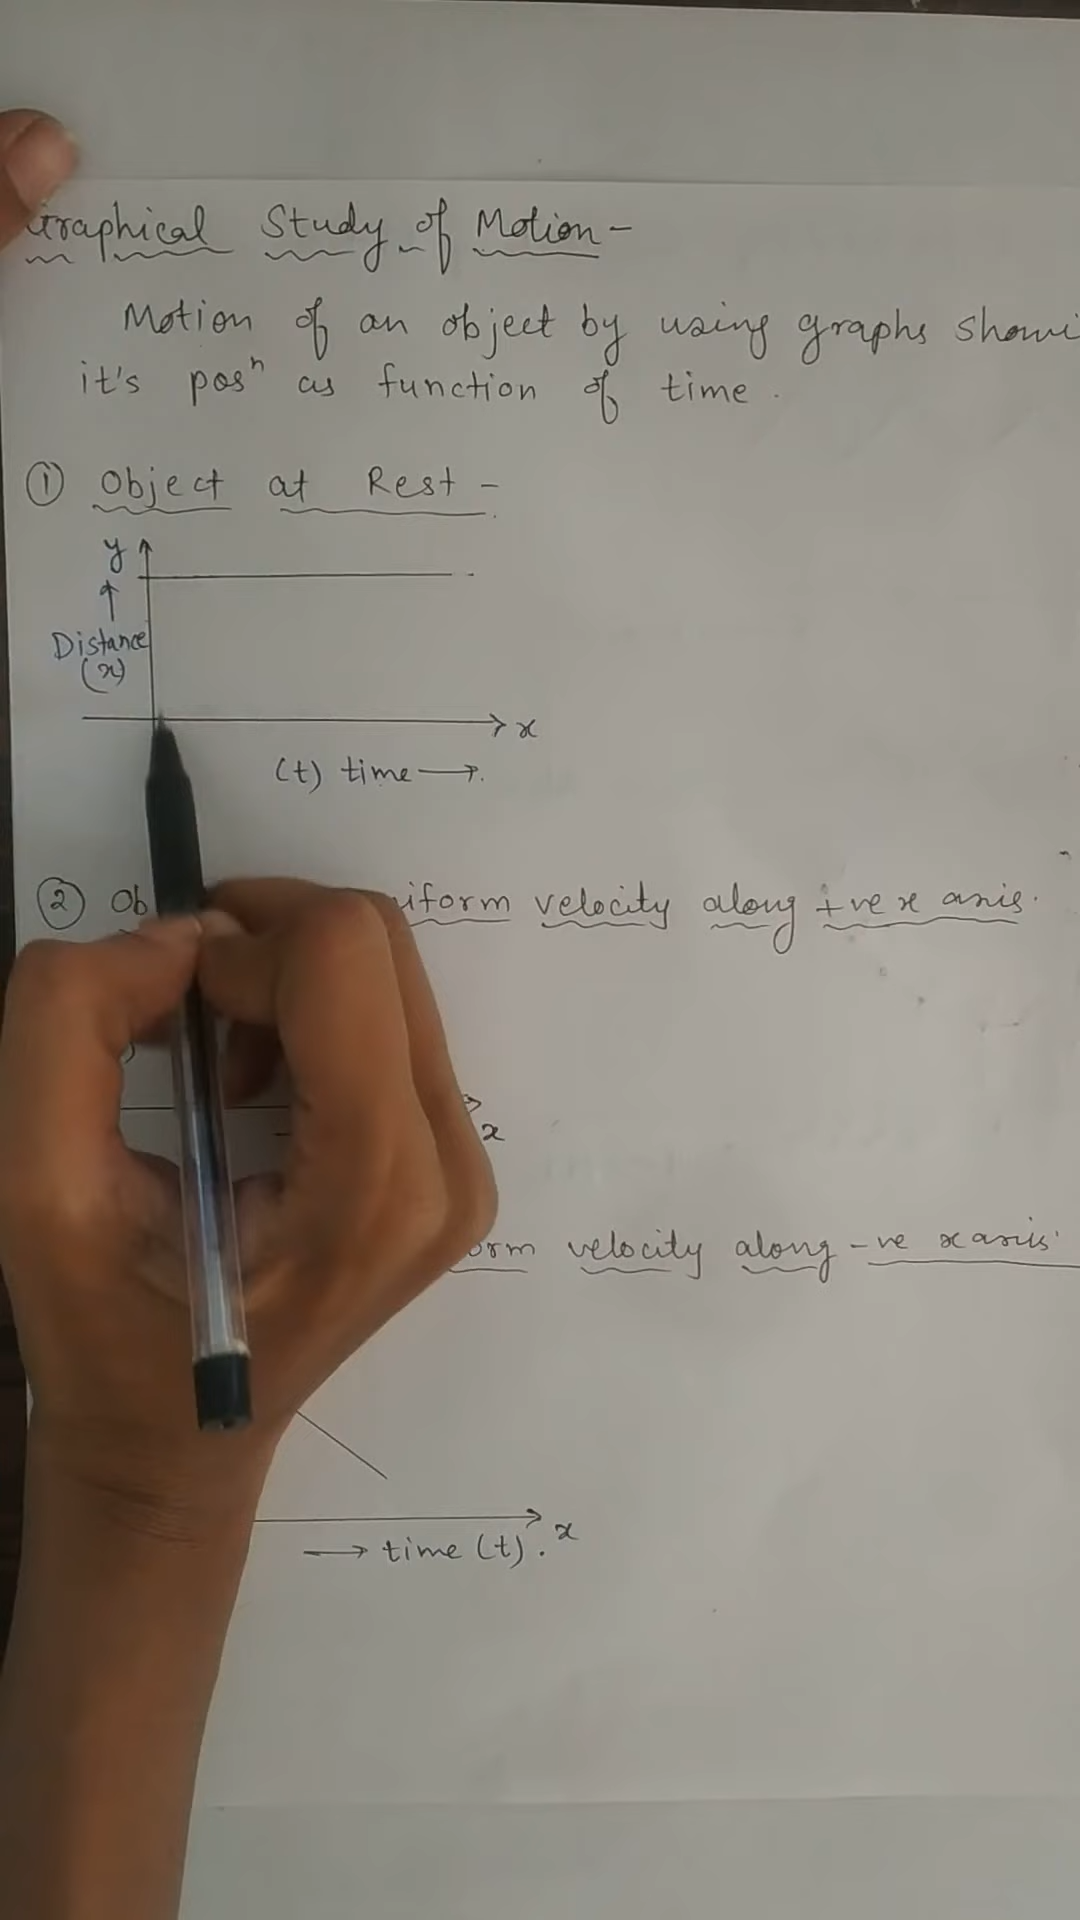 Graphical Study of Motion-
Motion of an object by using graphs showi
it's posⁿ as function of time.
① Object at Rest -
y
Distance
(x)
x
(t) time
② Ob iform velocity along +ve x axis.
x
orm velocity along -ve x axis.
time (t). x